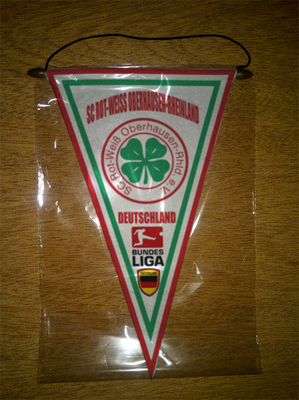 SC ROT-WEISS OBERHAUSEN-RHEINLAND
SC Rot-Weiß Oberhausen-Rhld e.V.
DEUTSCHLAND
BUNDES
LIGA